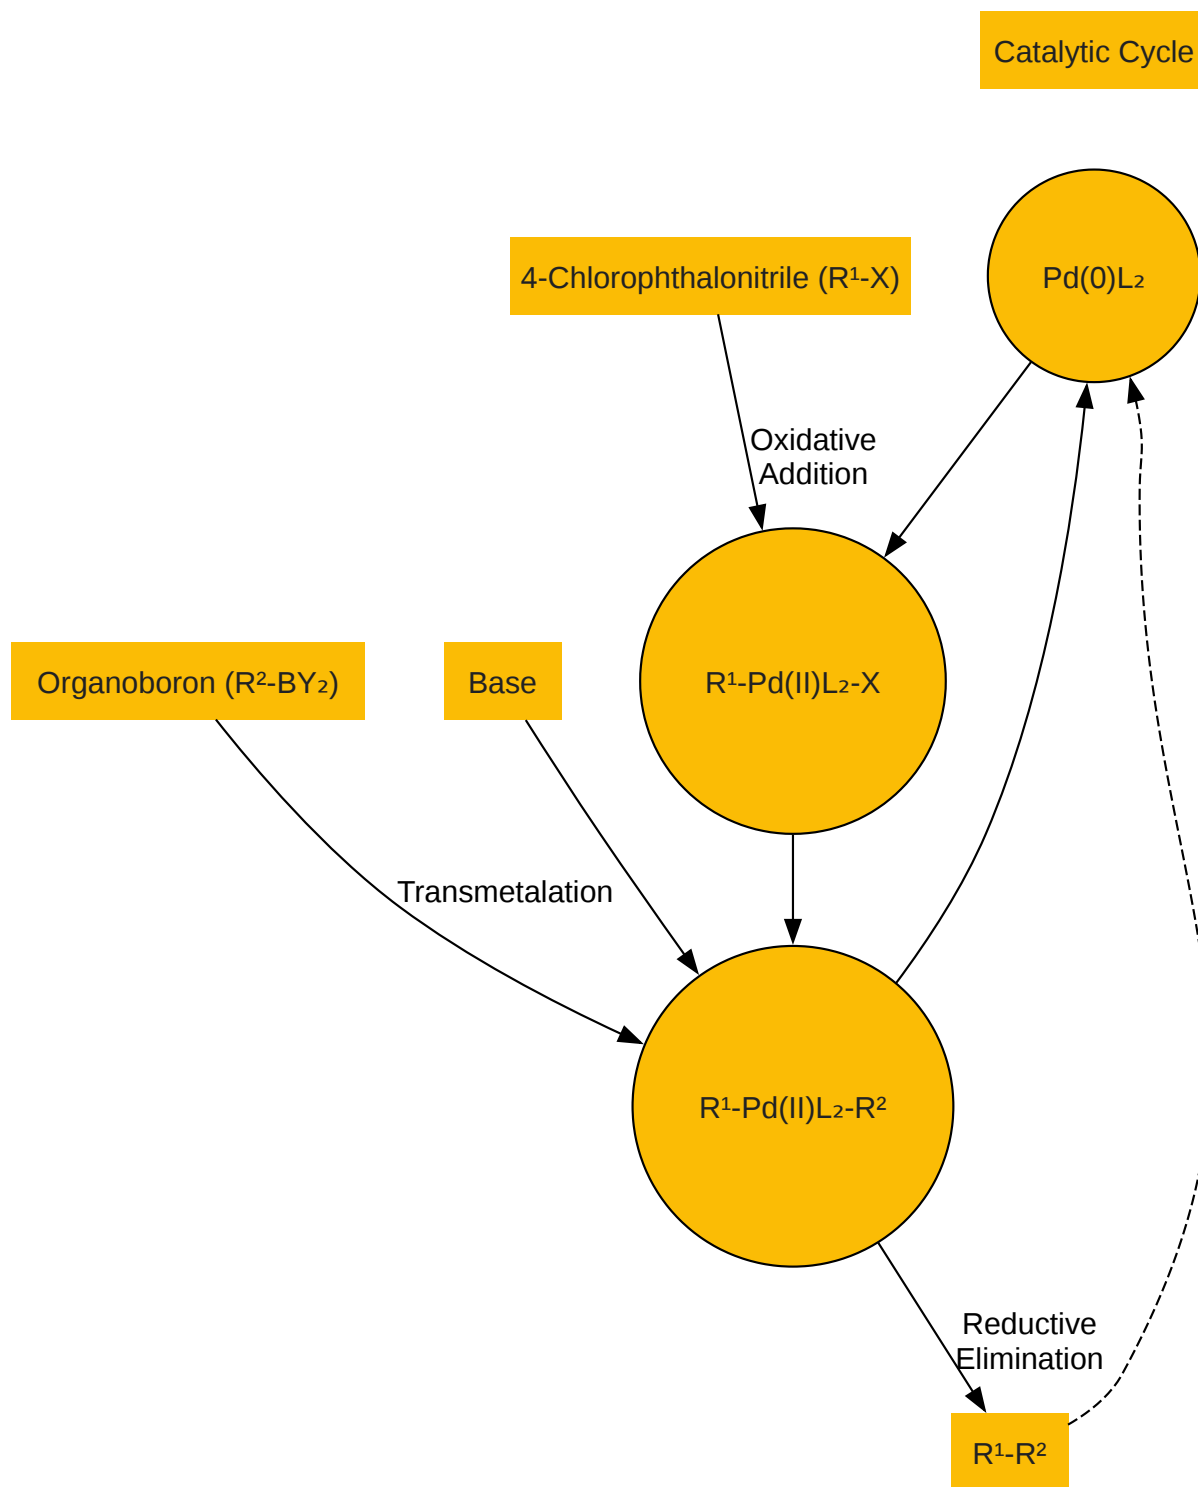 Catalytic Cycle
4-Chlorophthalonitrile (R¹-X)
Pd(0)L₂
Oxidative
Addition
Organoboron (R²-BY₂)
Base
R¹-Pd(II)L₂-X
Transmetalation
R¹-Pd(II)L₂-R²
Reductive
Elimination
R¹-R²